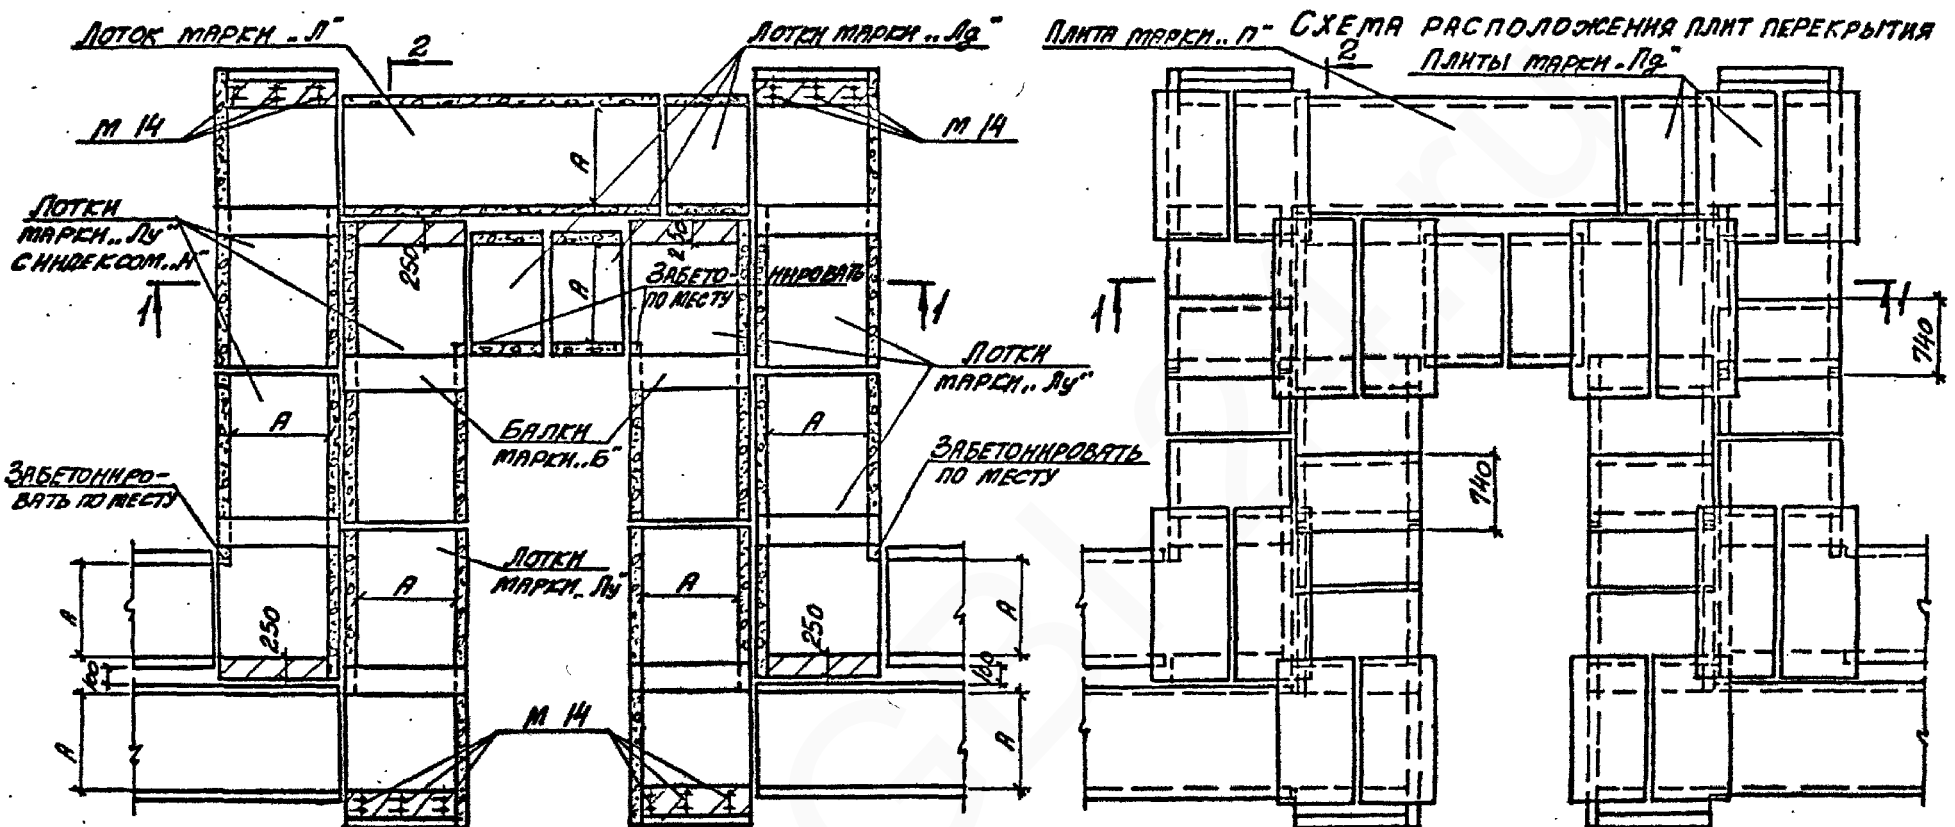 Лоток марки „Л"
2
Лотки марки „Лд"
М 14
М 14
А
Лотки
марки „Лу"
с индексом „Н"
250
250
А
Забето-
нировать
по месту
1
1
Лотки
марки „Лу"
А
А
Балки
марки „Б"
Забетониро-
вать по месту
Забетонировать
по месту
Лотки
марки „Лу"
А
А
А
А
250
250
100
100
А
А
М 14
Схема расположения плит перекрытия
Плита марки „П"
2
Плиты марки „Пд"
1
1
740
740